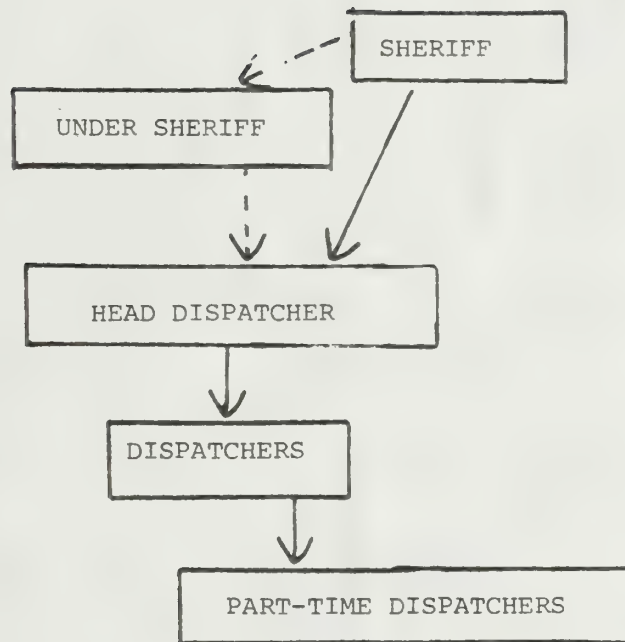 SHERIFF
UNDER SHERIFF
HEAD DISPATCHER
DISPATCHERS
PART-TIME DISPATCHERS